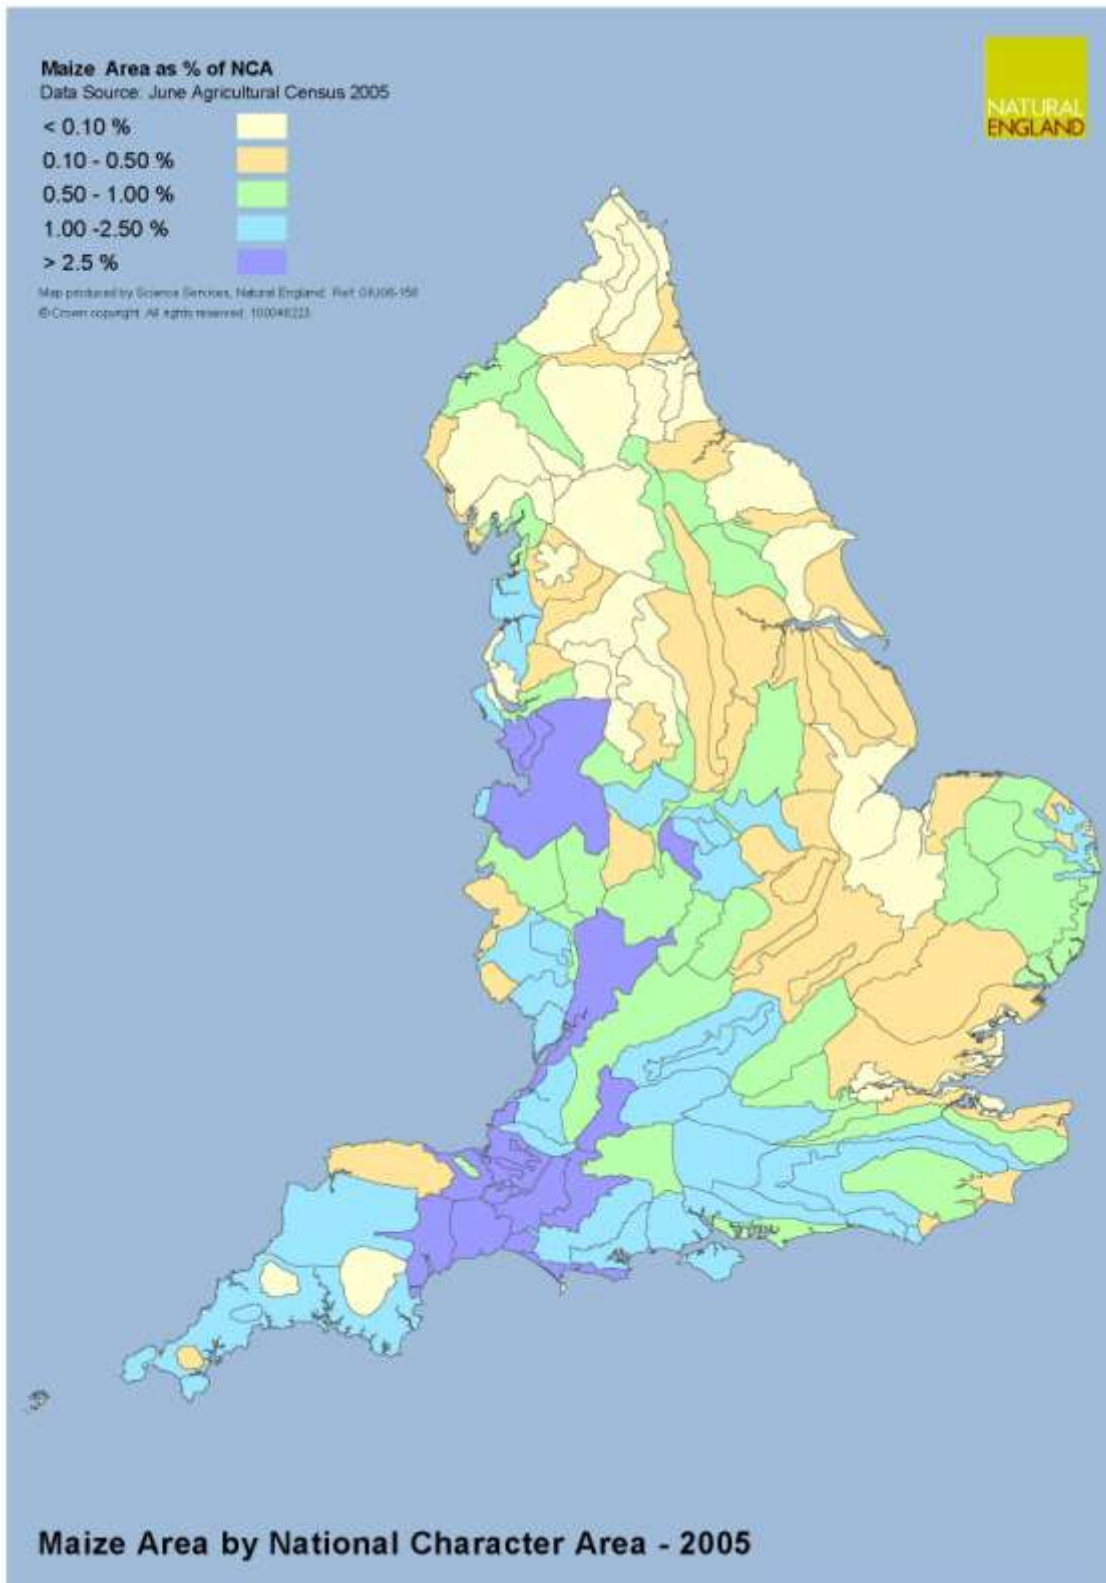 Maize Area as % of NCA
Data Source: June Agricultural Census 2005
< 0.10 %
0.10 - 0.50 %
0.50 - 1.00 %
1.00 -2.50 %
> 2.5 %
Map produced by Science Services, Natural England. Ref:
© Crown copyright. All rights reserved.
NATURAL
ENGLAND
Maize Area by National Character Area - 2005